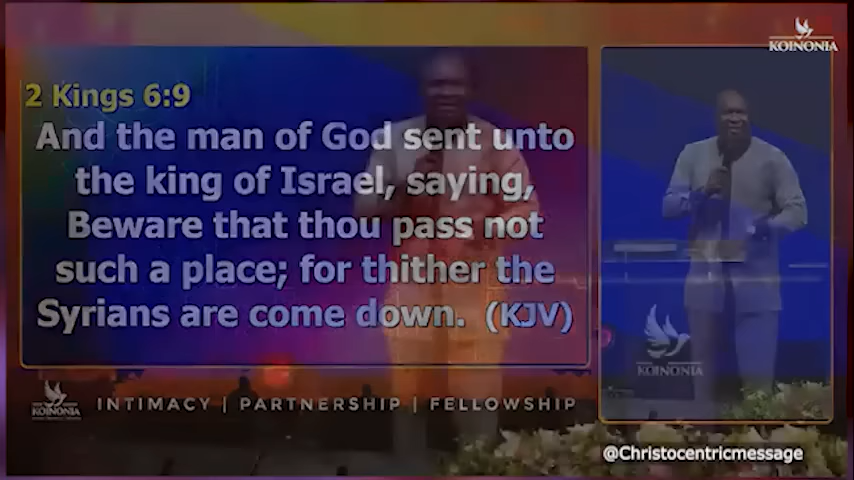 KOINONIA
2 Kings 6:9
And the man of God sent unto
the king of Israel, saying,
Beware that thou pass not
such a place; for thither the
Syrians are come down. (KJV)
KOINONIA
KOINONIA
INTIMACY | PARTNERSHIP | FELLOWSHIP
@Christocentricmessage